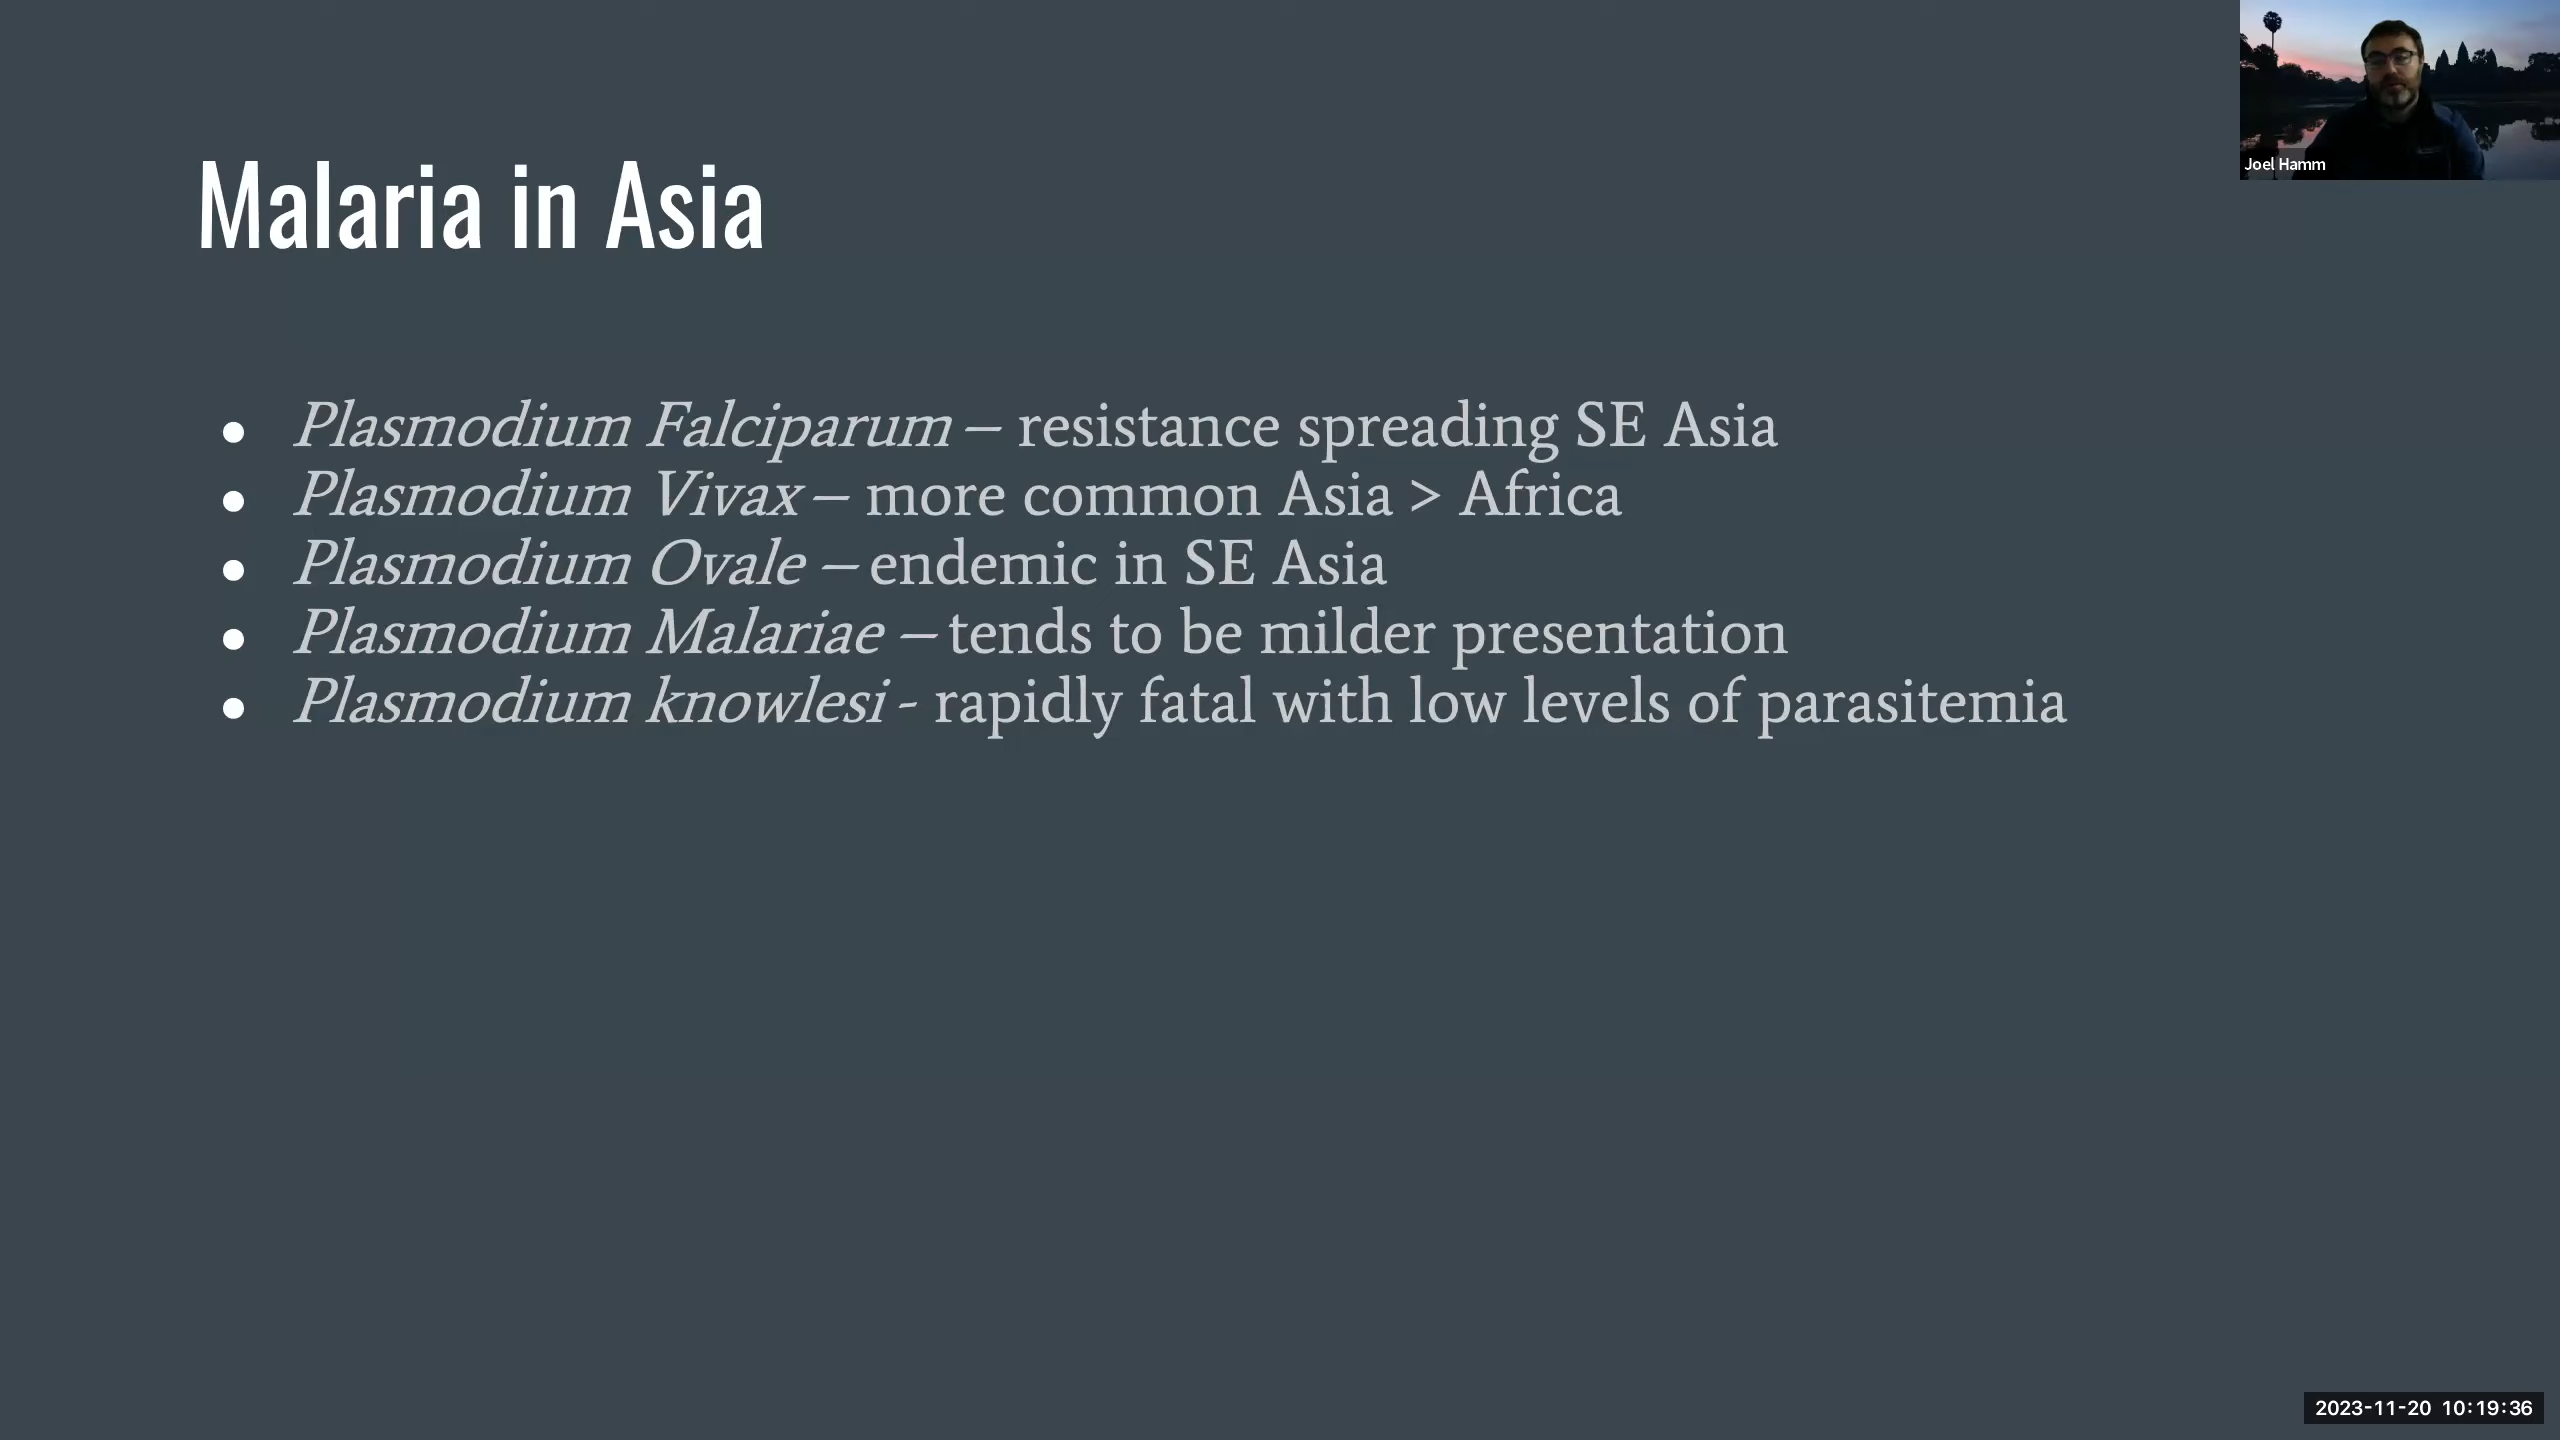 Joel Hamm
Malaria in Asia
● Plasmodium Falciparum – resistance spreading SE Asia
● Plasmodium Vivax – more common Asia > Africa
● Plasmodium Ovale – endemic in SE Asia
● Plasmodium Malariae – tends to be milder presentation
● Plasmodium knowlesi - rapidly fatal with low levels of parasitemia
2023-11-20 10:19:36